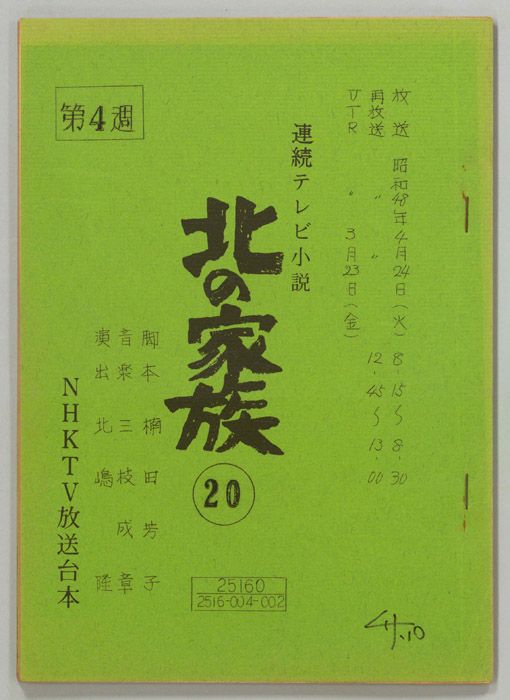 放送 昭和48年4月24日(火) 8-15〜8-30
再放送 〃 〃 12-45〜13-00
VTR 〃 3月23日(金)
連続テレビ小説
北の家族
⑳
第4週
脚本 楠田芳子
音楽 三枝成章
演出 北嶋隆
NHKTV放送台本
25160
2516-004-002